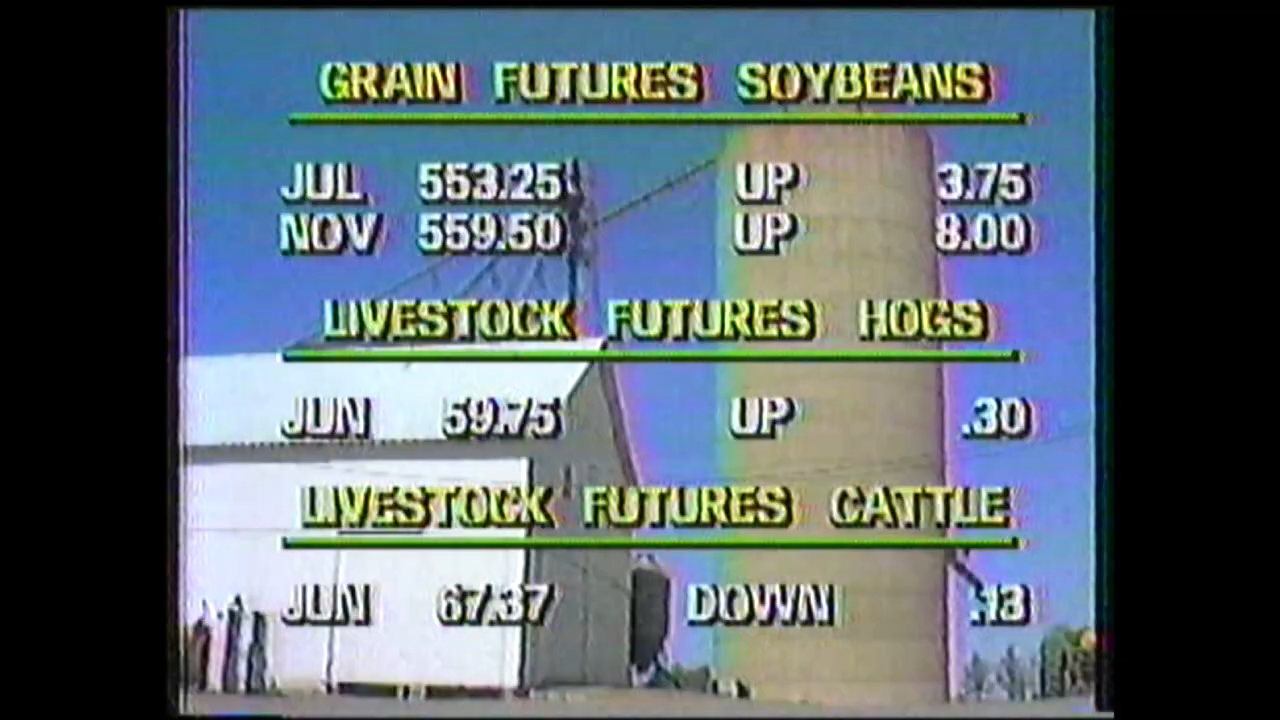 GRAIN FUTURES SOYBEANS
JUL 553.25 UP 3.75
NOV 559.50 UP 8.00
LIVESTOCK FUTURES HOGS
JUN 59.75 UP .30
LIVESTOCK FUTURES CATTLE
JUN 67.37 DOWN .13